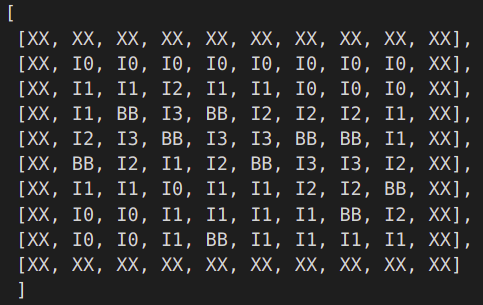 [
[XX, XX, XX, XX, XX, XX, XX, XX, XX, XX],
[XX, I0, I0, I0, I0, I0, I0, I0, I0, XX],
[XX, I1, I1, I2, I1, I1, I0, I0, I0, XX],
[XX, I1, BB, I3, BB, I2, I2, I2, I1, XX],
[XX, I2, I3, BB, I3, I3, BB, BB, I1, XX],
[XX, BB, I2, I1, I2, BB, I3, I3, I2, XX],
[XX, I1, I1, I0, I1, I1, I2, I2, BB, XX],
[XX, I0, I0, I1, I1, I1, I1, BB, I2, XX],
[XX, I0, I0, I1, BB, I1, I1, I1, I1, XX],
[XX, XX, XX, XX, XX, XX, XX, XX, XX, XX]
]